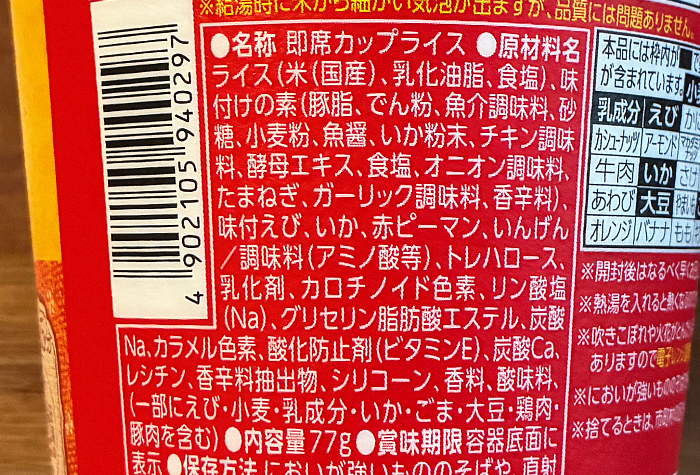 ※給湯時に米から細かい気泡が出ますが、品質には問題ありません。
●名称 即席カップライス ●原材料名
ライス(米(国産)、乳化油脂、食塩)、味
付けの素(豚脂、でん粉、魚介調味料、砂
糖、小麦粉、魚醤、いか粉末、チキン調味
料、酵母エキス、食塩、オニオン調味料、
たまねぎ、ガーリック調味料、香辛料)、
味付えび、いか、赤ピーマン、いんげん
/調味料(アミノ酸等)、トレハロース、
乳化剤、カロチノイド色素、リン酸塩
(Na)、グリセリン脂肪酸エステル、炭酸
Na、カラメル色素、酸化防止剤(ビタミンE)、炭酸Ca、
レシチン、香辛料抽出物、シリコーン、香料、酸味料、
(一部にえび・小麦・乳成分・いか・ごま・大豆・鶏肉・
豚肉を含む) ●内容量 77g ●賞味期限 容器底面に
表示 ●保存方法 においが強いもののそばや、直射
4 902105 940297
本品には枠内が
が含まれています。
乳成分 えび
カシューナッツ アーモンド
牛肉 いか さけ
あわび 大豆
オレンジ バナナ もも
※開封後はなるべく早く
※熱湯を入れると熱くな
※吹きこぼれや火花がと
ありますので電子レ
※においが強いもの
※捨てるときは、市